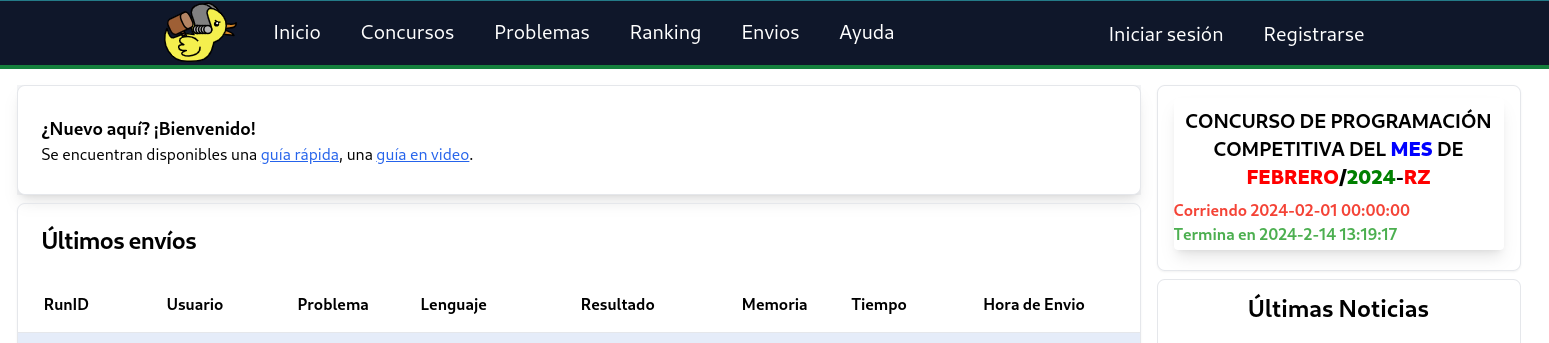 Inicio Concursos Problemas Ranking Envios Ayuda Iniciar sesión Registrarse
¿Nuevo aquí? ¡Bienvenido!
Se encuentran disponibles una guía rápida, una guía en video.
Últimos envíos
RunID Usuario Problema Lenguaje Resultado Memoria Tiempo Hora de Envio
CONCURSO DE PROGRAMACIÓN
COMPETITIVA DEL MES DE
FEBRERO/2024-RZ
Corriendo 2024-02-01 00:00:00
Termina en 2024-2-14 13:19:17
Últimas Noticias